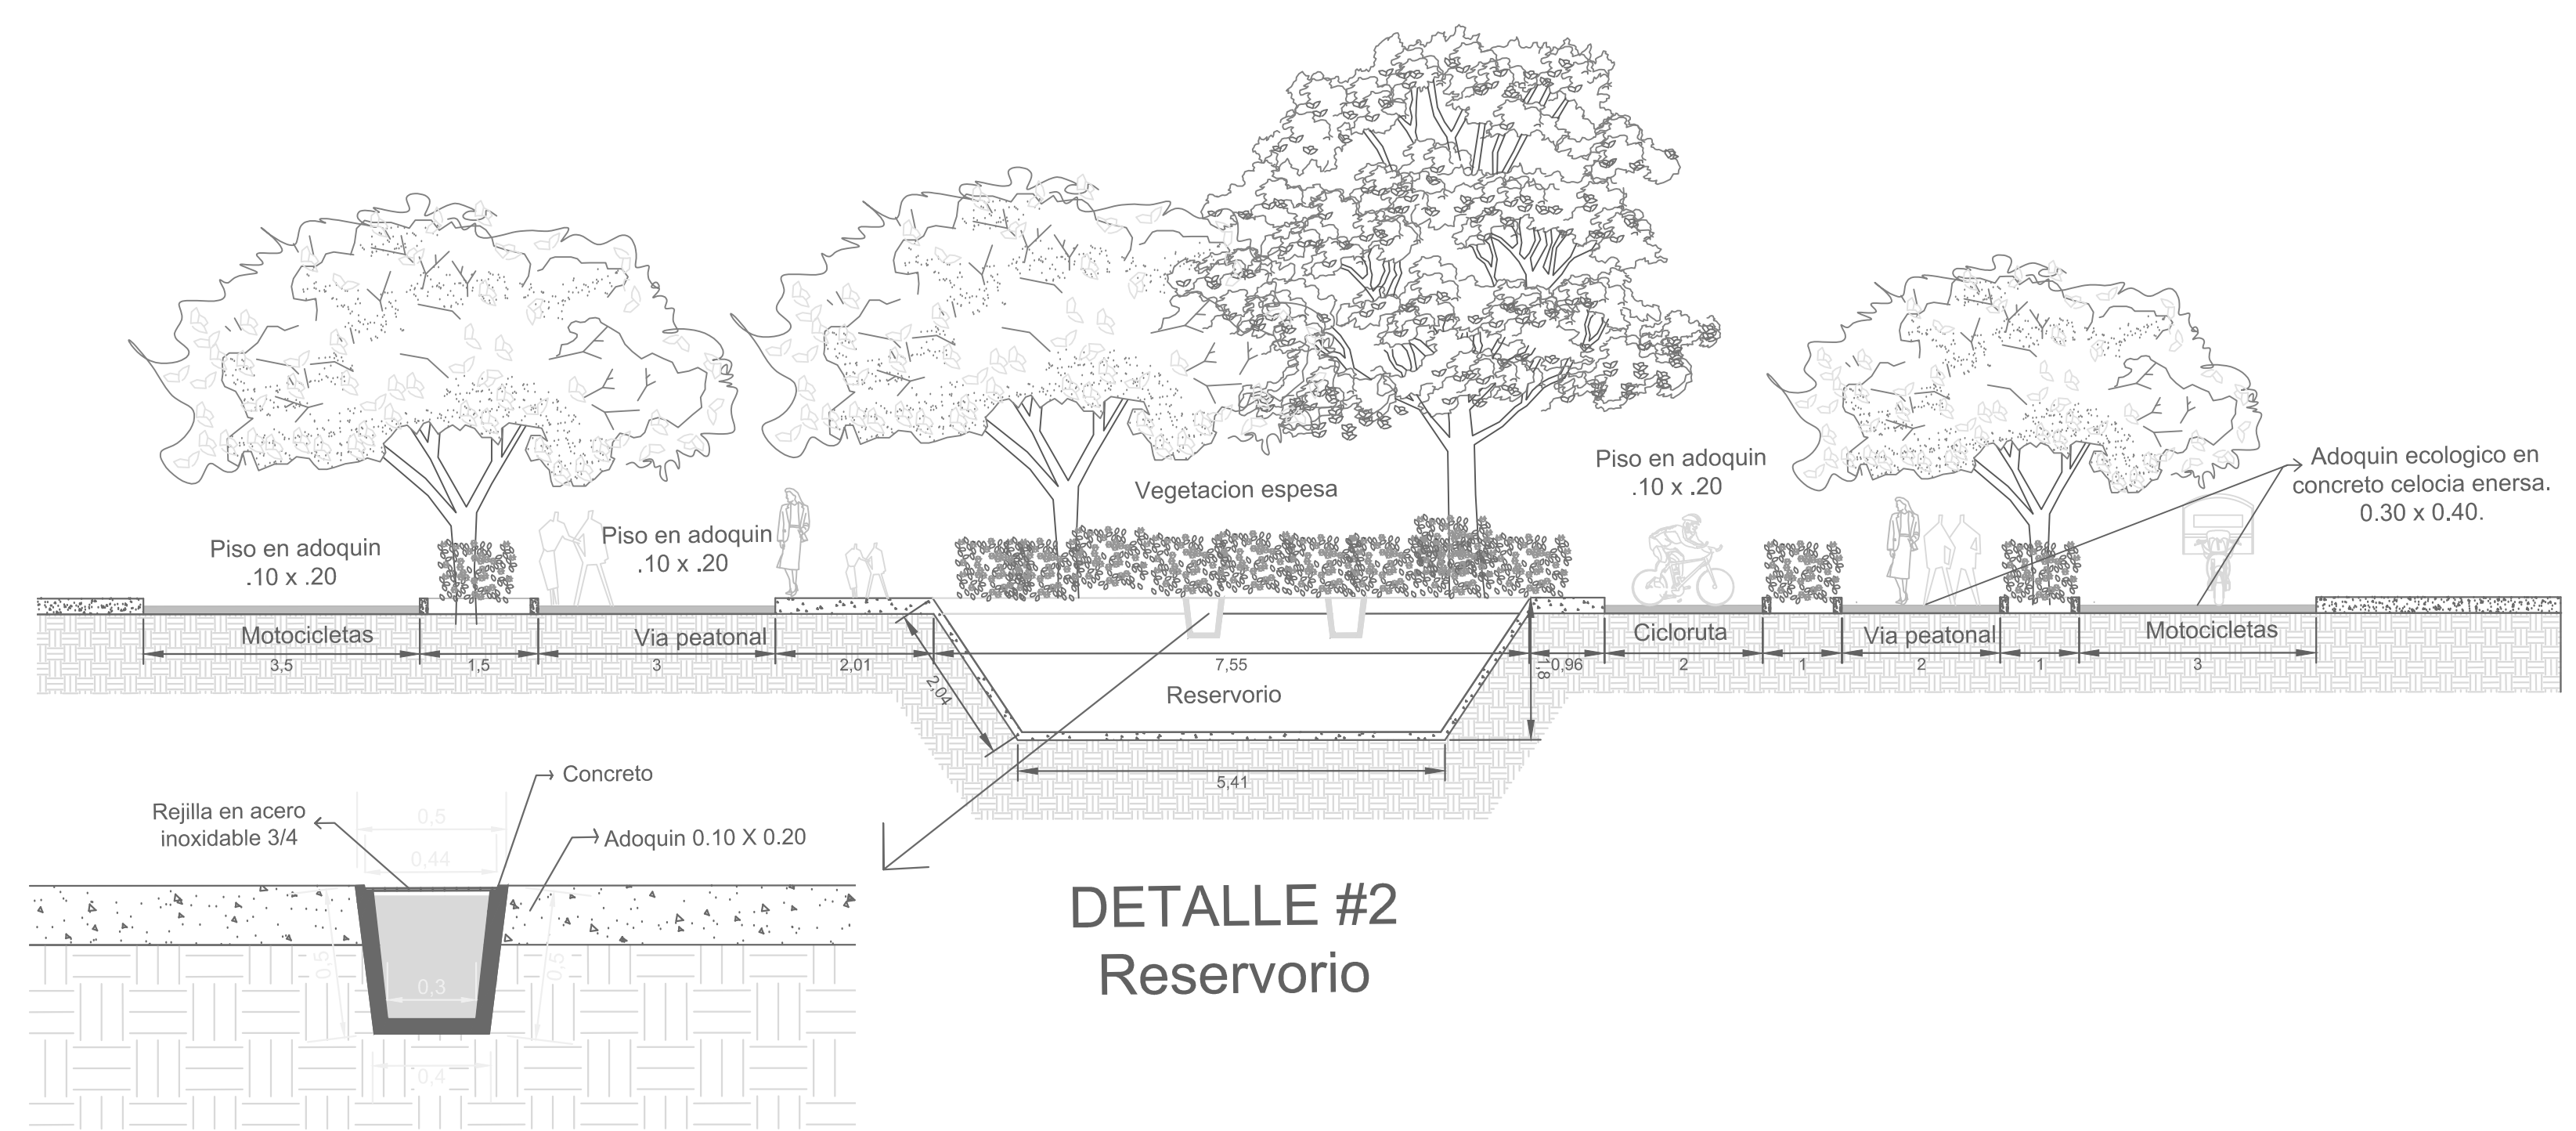 Piso en adoquin
.10 x .20
Piso en adoquin
.10 x .20
Vegetacion espesa
Piso en adoquin
.10 x .20
Adoquin ecologico en
concreto celocia enersa.
0.30 x 0.40.
Motocicletas
Via peatonal
Cicloruta
Via peatonal
Motocicletas
3,5
1,5
3
2,01
7,55
0,96
2
1
2
1
3
2,04
1,8
Reservorio
5,41
Concreto
Rejilla en acero
inoxidable 3/4
Adoquin 0.10 X 0.20
0,5
0,44
0,5
0,5
0,3
0,4
DETALLE #2
Reservorio